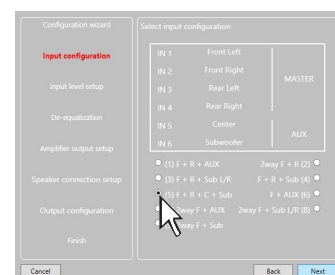 Configuration wizard
Input configuration
Input level setup
De-equalization
Amplifier output setup
Speaker connection setup
Output configuration
Finish
Select input configuration
IN 1 Front Left
IN 2 Front Right
IN 3 Rear Left
IN 4 Rear Right
MASTER
IN 5 Center
IN 6 Subwoofer
AUX
(1) F + R + AUX 2way F + R (2)
(3) F + R + Sub L/R F + R + Sub (4)
(5) F + R + C + Sub F + AUX (6)
2way F + AUX 2way F + Sub L/R (8)
2way F + Sub
Cancel Back Next